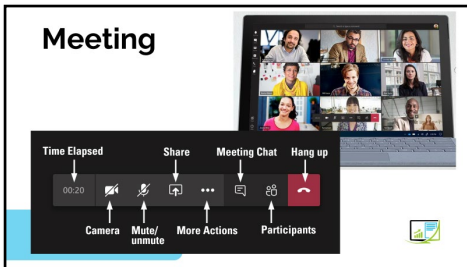 Meeting
Time Elapsed
Share
Meeting Chat
Hang up
00:20
Camera
Mute/
unmute
More Actions
Participants